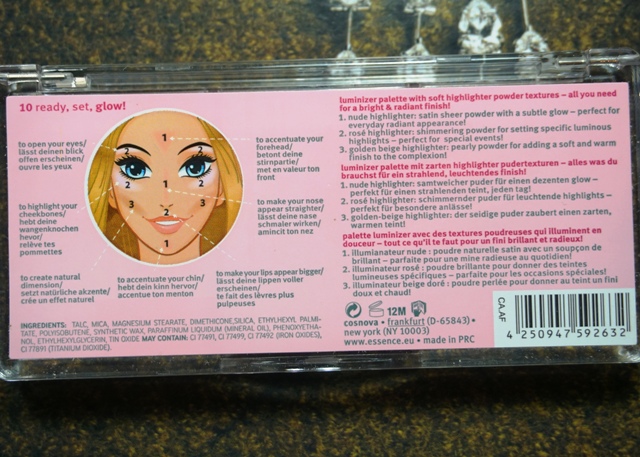 10 ready, set, glow!
to open your eyes/
lässt deinen blick
offen erscheinen/
ouvre les yeux
to highlight your
cheekbones/
hebt deine
wangenknochen
hervor/
relève tes
pommettes
to create natural
dimension/
setzt natürliche akzente/
crée un effet naturel
to accentuate your
forehead/
betont deine
stirnpartie/
met en valeur ton
front
to make your nose
appear straighter/
lässt deine nase
schmaler wirken/
amincit ton nez
to accentuate your chin/
hebt dein kinn hervor/
accentue ton menton
to make your lips appear bigger/
lässt deine lippen voller
erscheinen/
te fait des lèvres plus
pulpeuses
1
2
2
1
2
2
3
3
2
1
INGREDIENTS: TALC, MICA, MAGNESIUM STEARATE, DIMETHICONE, SILICA, ETHYLHEXYL PALMI-
TATE, POLYISOBUTENE, SYNTHETIC WAX, PARAFFINUM LIQUIDUM (MINERAL OIL), PHENOXYETHA-
NOL, ETHYLHEXYLGLYCERIN, TIN OXIDE MAY CONTAIN: CI 77491, CI 77499, CI 77492 (IRON OXIDES),
CI 77891 (TITANIUM DIOXIDE).
luminizer palette with soft highlighter powder textures – all you need
for a bright & radiant finish!
1. nude highlighter: satin sheer powder with a subtle glow – perfect for
everyday radiant appearance!
2. rosé highlighter: shimmering powder for setting specific luminous
highlights – perfect for special events!
3. golden beige highlighter: pearly powder for adding a soft and warm
finish to the complexion!
luminizer palette mit zarten highlighter pudertexturen – alles was du
brauchst für ein strahlend, leuchtendes finish!
1. nude highlighter: samtweicher puder für einen dezenten glow –
perfekt für einen strahlenden teint, jeden tag!
2. rosé highlighter: schimmernder puder für leuchtende highlights –
perfekt für besondere anlässe!
3. golden-beige highlighter: der seidige puder zaubert einen zarten,
warmen teint!
palette luminizer avec des textures poudreuses qui illuminent en
douceur – tout ce qu'il te faut pour un fini brillant et radieux!
1. illumianateur nude : poudre naturelle satin avec un soupçon de
brillant – parfaite pour une mine radieuse au quotidien!
2. illuminateur rosé : poudre brillante pour donner des teintes
lumineuses spécifiques – parfaite pour les occasions spéciales!
3. illuminateur beige doré : poudre perlée pour donner au teint un fini
doux et chaud!
12M
cosnova • frankfurt (D-65843) •
new york (NY 10003)
www.essence.eu • made in PRC
CA.AF
4 250947 592632